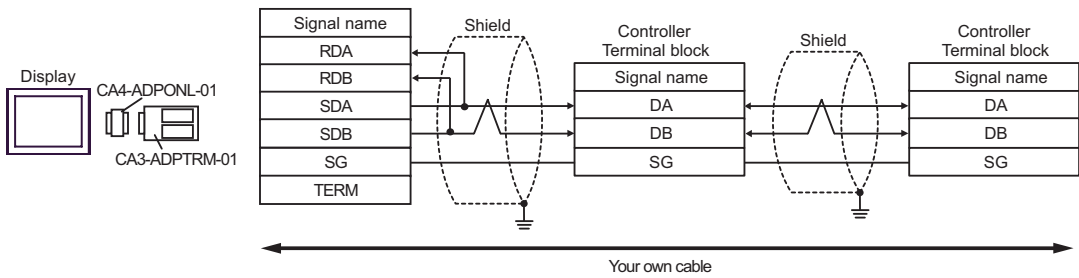 Display
CA4-ADPONL-01
CA3-ADPTRM-01
Signal name
RDA
RDB
SDA
SDB
SG
TERM
Shield
Controller
Terminal block
Signal name
DA
DB
SG
Shield
Controller
Terminal block
Signal name
DA
DB
SG
Your own cable